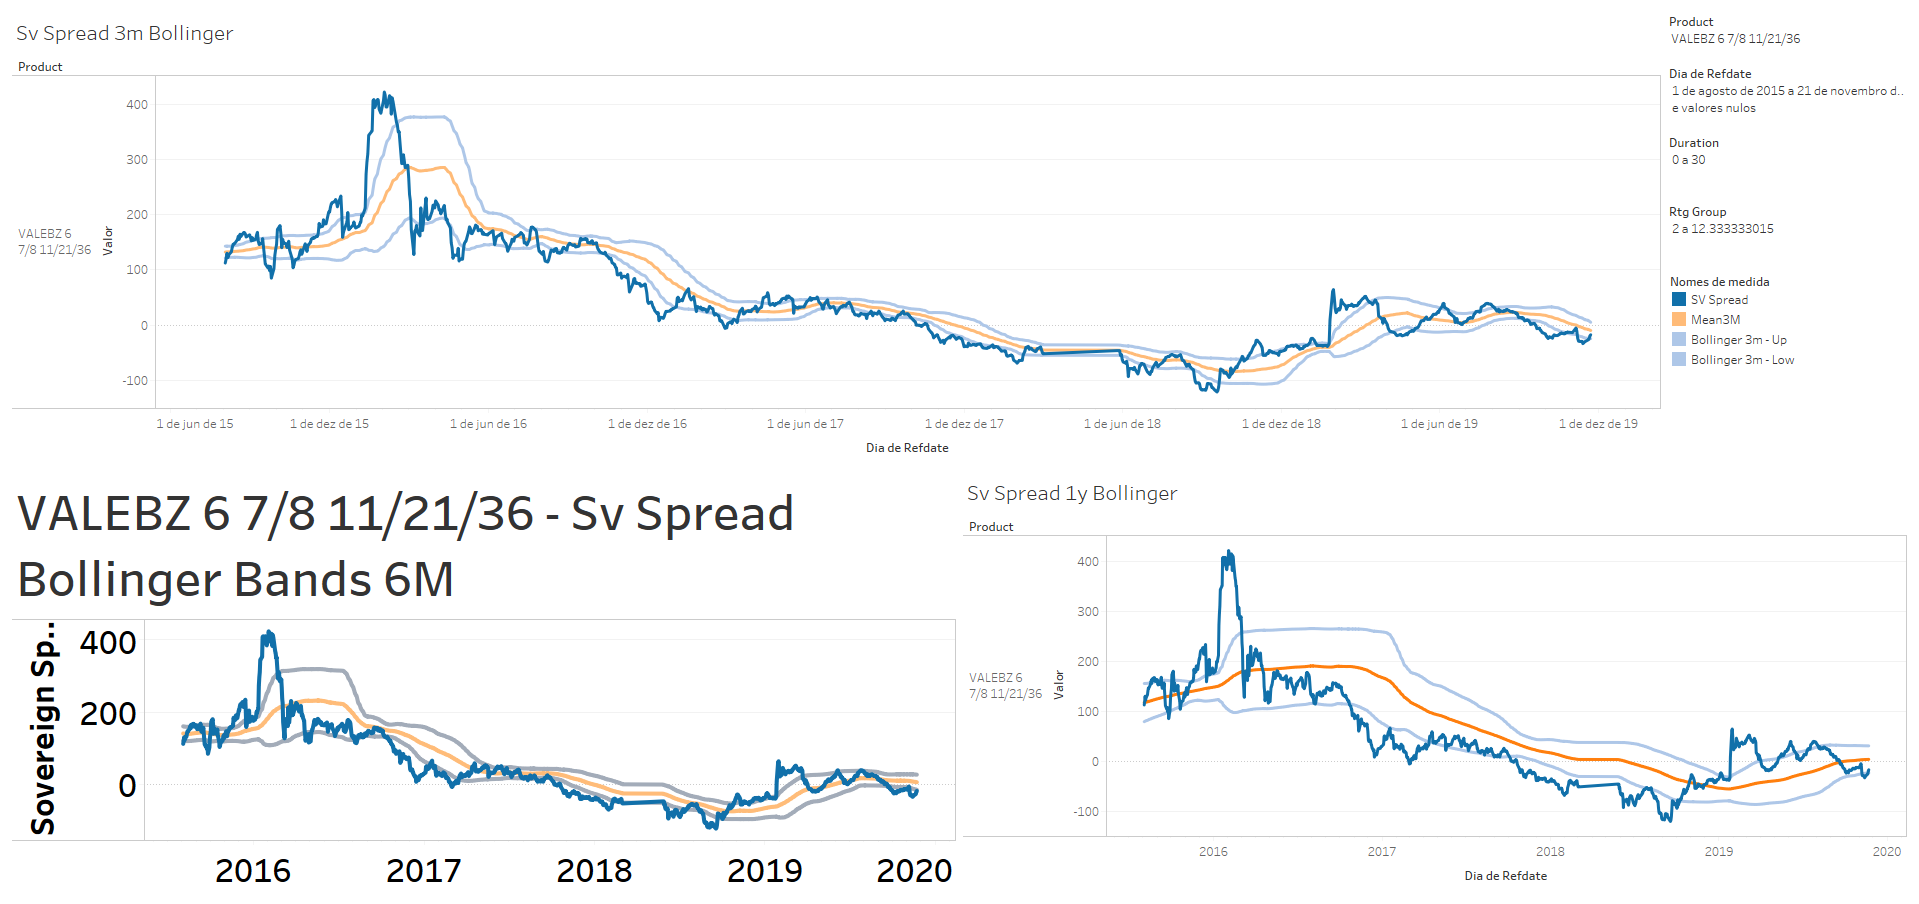 Sv Spread 3m Bollinger
Product
VALEBZ 6
7/8 11/21/36
Valor
400
300
200
100
0
-100
1 de jun de 15
1 de dez de 15
1 de jun de 16
1 de dez de 16
1 de jun de 17
1 de dez de 17
1 de jun de 18
1 de dez de 18
1 de jun de 19
1 de dez de 19
Dia de Refdate
Product
VALEBZ 6 7/8 11/21/36
Dia de Refdate
1 de agosto de 2015 a 21 de novembro d..
e valores nulos
Duration
0 a 30
Rtg Group
2 a 12.333333015
Nomes de medida
SV Spread
Mean3M
Bollinger 3m - Up
Bollinger 3m - Low
VALEBZ 6 7/8 11/21/36 - Sv Spread
Bollinger Bands 6M
Sovereign Sp..
400
200
0
2016
2017
2018
2019
2020
Sv Spread 1y Bollinger
Product
VALEBZ 6
7/8 11/21/36
Valor
400
300
200
100
0
-100
2016
2017
2018
2019
2020
Dia de Refdate